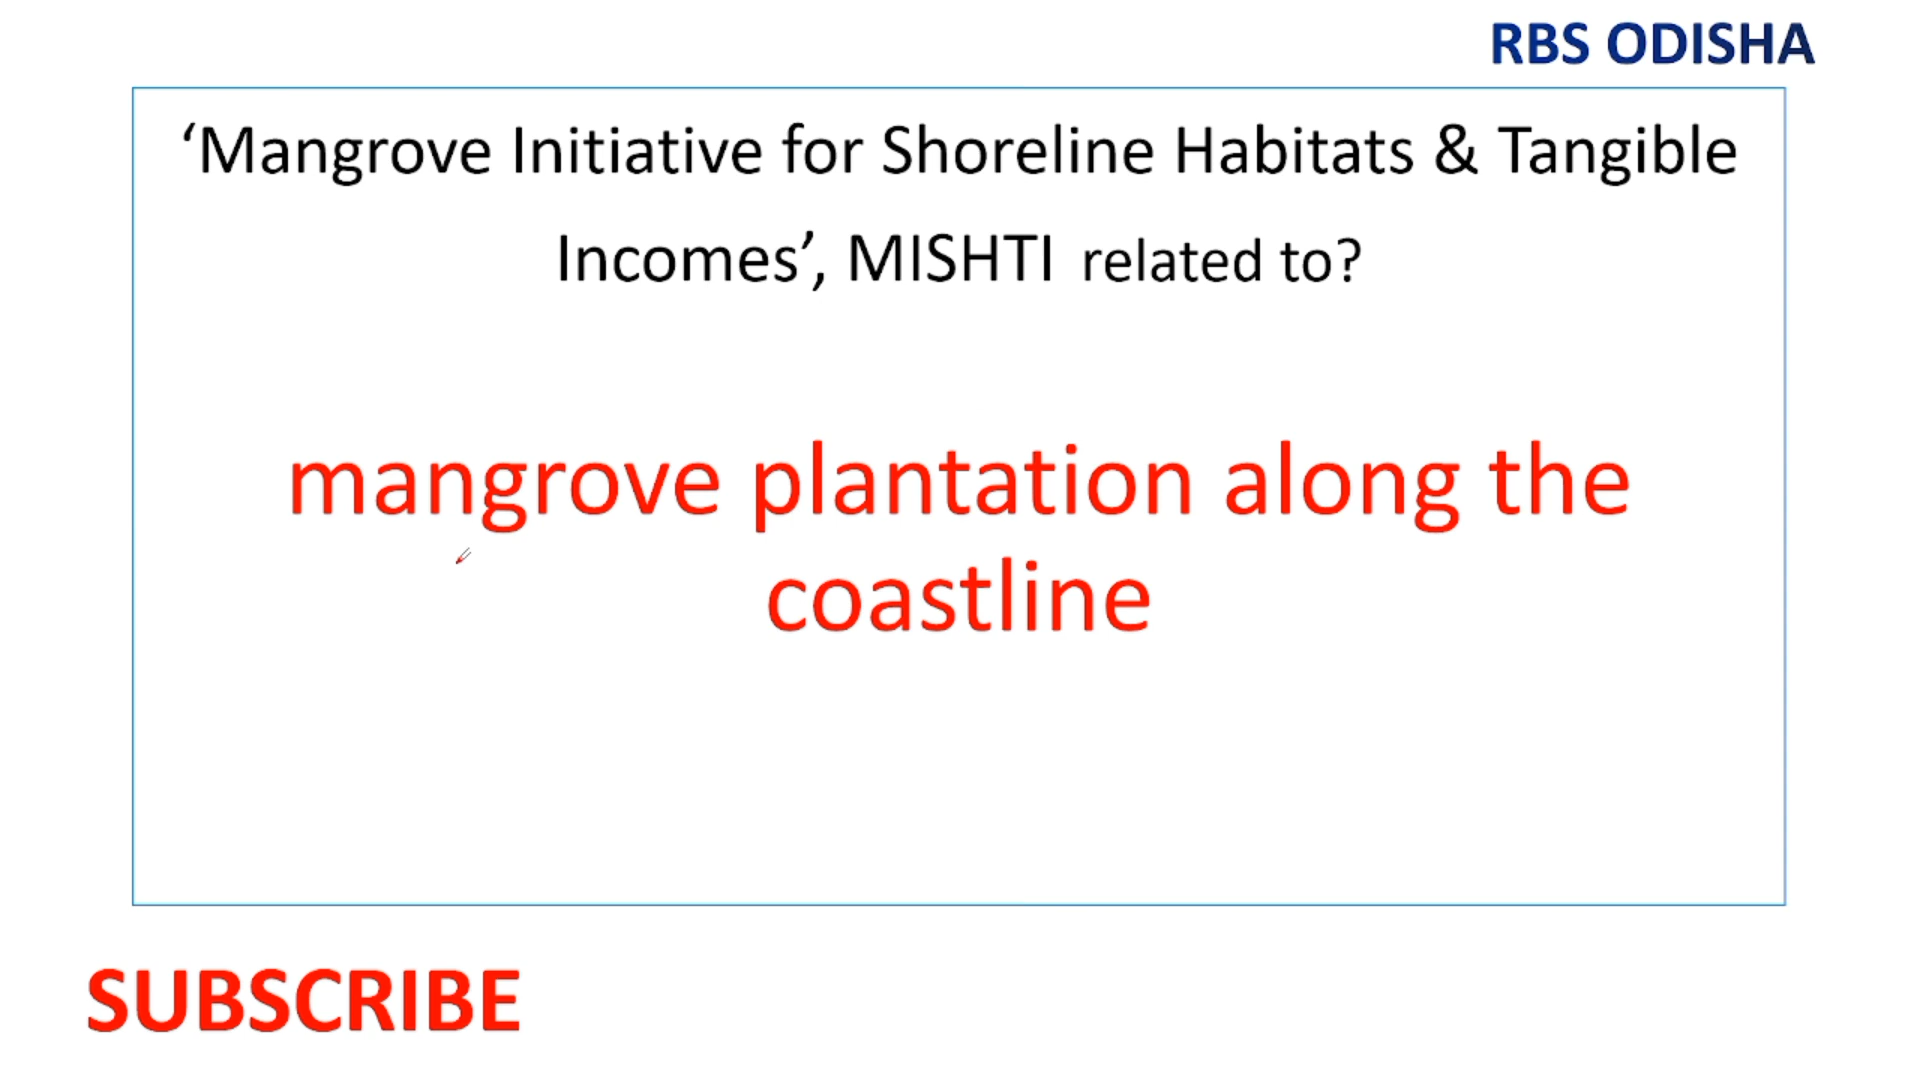 RBS ODISHA
‘Mangrove Initiative for Shoreline Habitats & Tangible
Incomes’, MISHTI related to?
mangrove plantation along the
coastline
SUBSCRIBE